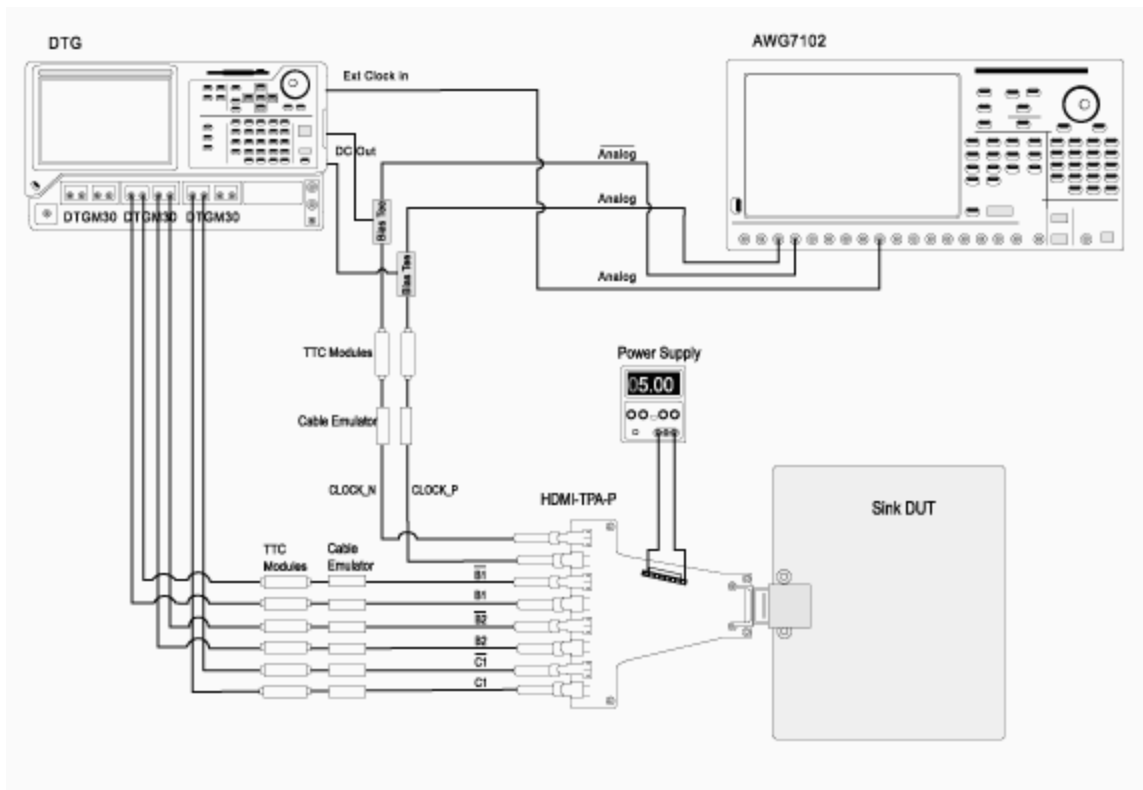 DTG
AWG7102
Ext Clock in
DC Out
Analog
Analog
Analog
DTGM30 DTGM30 DTGM30
Bias Tee
Bias Tee
TTC Modules
Power Supply
05.00
Cable Emulator
CLOCK_N
CLOCK_P
HDMI-TPA-P
Sink DUT
TTC
Modules
Cable
Emulator
B1
B1
B2
B2
C1
C1